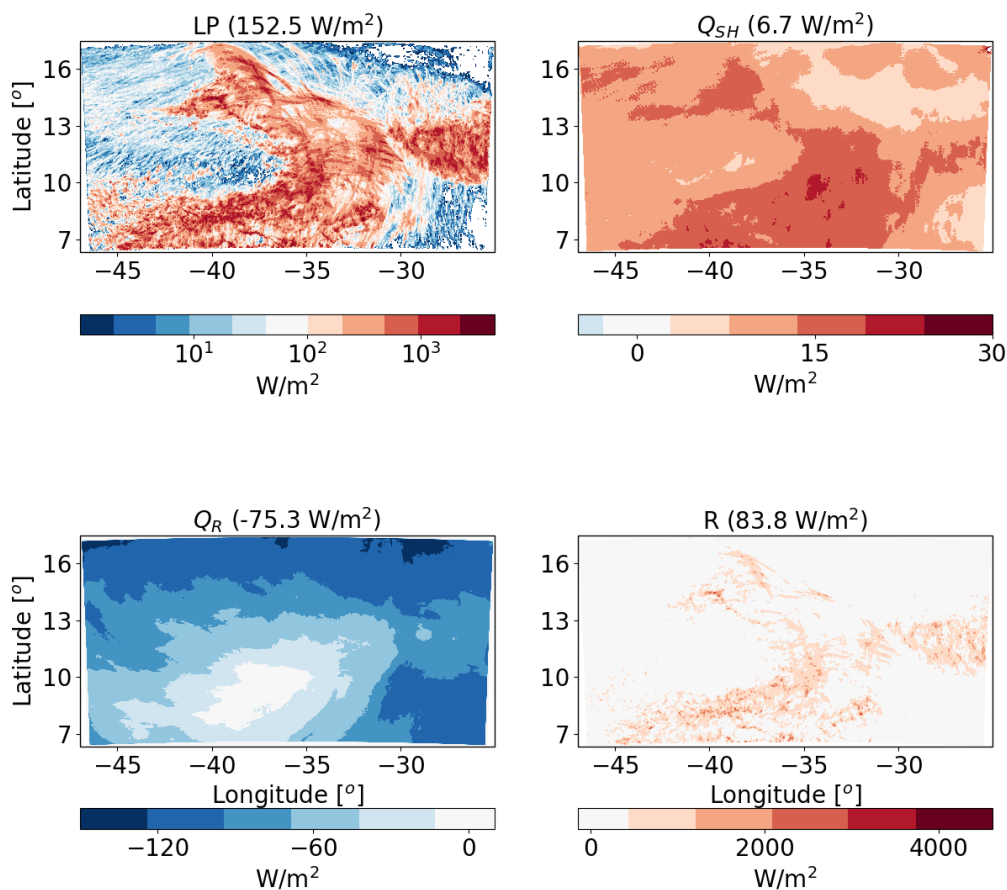 LP (152.5 W/m²)
Q_SH (6.7 W/m²)
Latitude [°]
16
13
10
7
−45 −40 −35 −30
16
13
10
7
−45 −40 −35 −30
10¹ 10² 10³
W/m²
0 15 30
W/m²
Q_R (-75.3 W/m²)
R (83.8 W/m²)
Latitude [°]
16
13
10
7
−45 −40 −35 −30
Longitude [°]
16
13
10
7
−45 −40 −35 −30
Longitude [°]
−120 −60 0
W/m²
0 2000 4000
W/m²